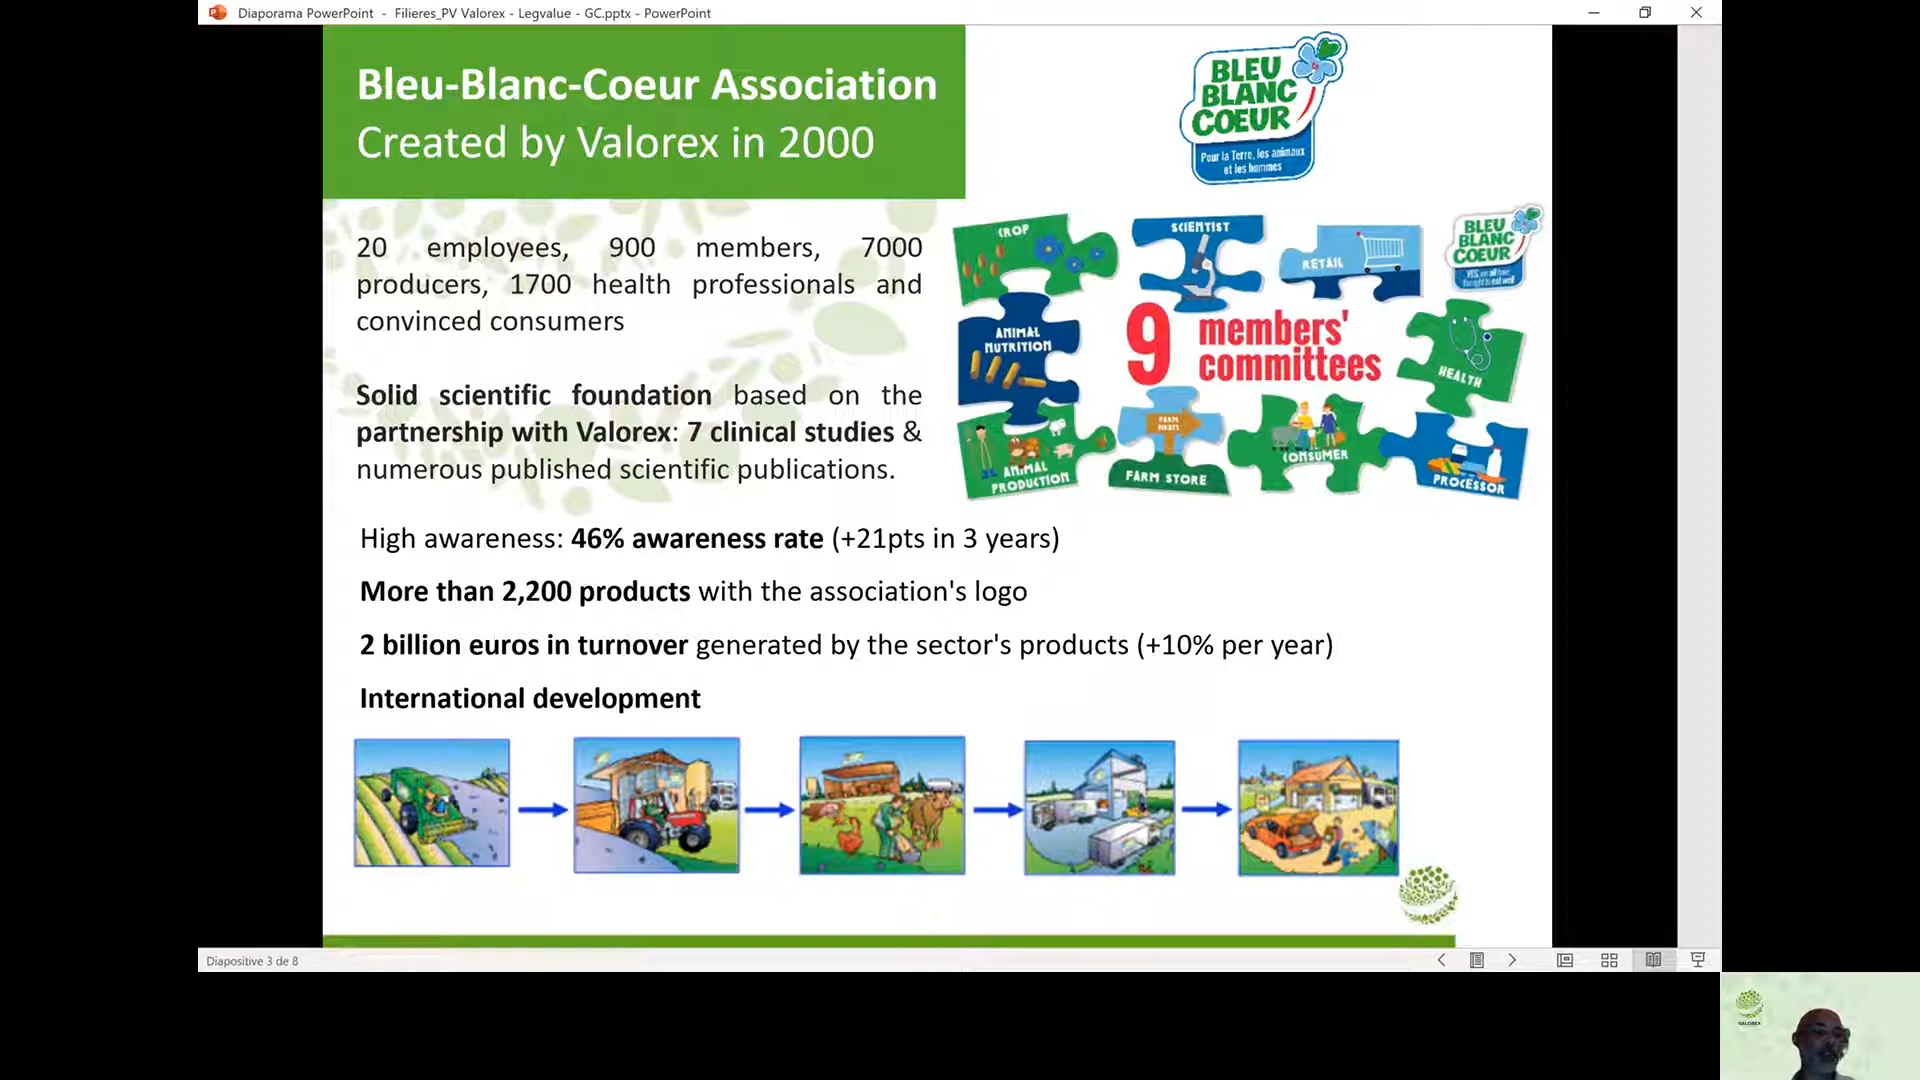 Diaporama PowerPoint - Filieres_PV Valorex - Legvalue - GC.pptx - PowerPoint
Bleu-Blanc-Coeur Association
Created by Valorex in 2000
BLEU
BLANC
COEUR
Pour la Terre, les animaux
et les hommes
20 employees, 900 members, 7000
producers, 1700 health professionals and
convinced consumers
Solid scientific foundation based on the
partnership with Valorex: 7 clinical studies &
numerous published scientific publications.
CROP
SCIENTIST
RETAIL
BLEU
BLANC
COEUR
ANIMAL
NUTRITION
9 members'
committees
HEALTH
ANIMAL
PRODUCTION
FARM STORE
CONSUMER
PROCESSOR
High awareness: 46% awareness rate (+21pts in 3 years)
More than 2,200 products with the association's logo
2 billion euros in turnover generated by the sector's products (+10% per year)
International development
Diapositive 3 de 8
VALOREX